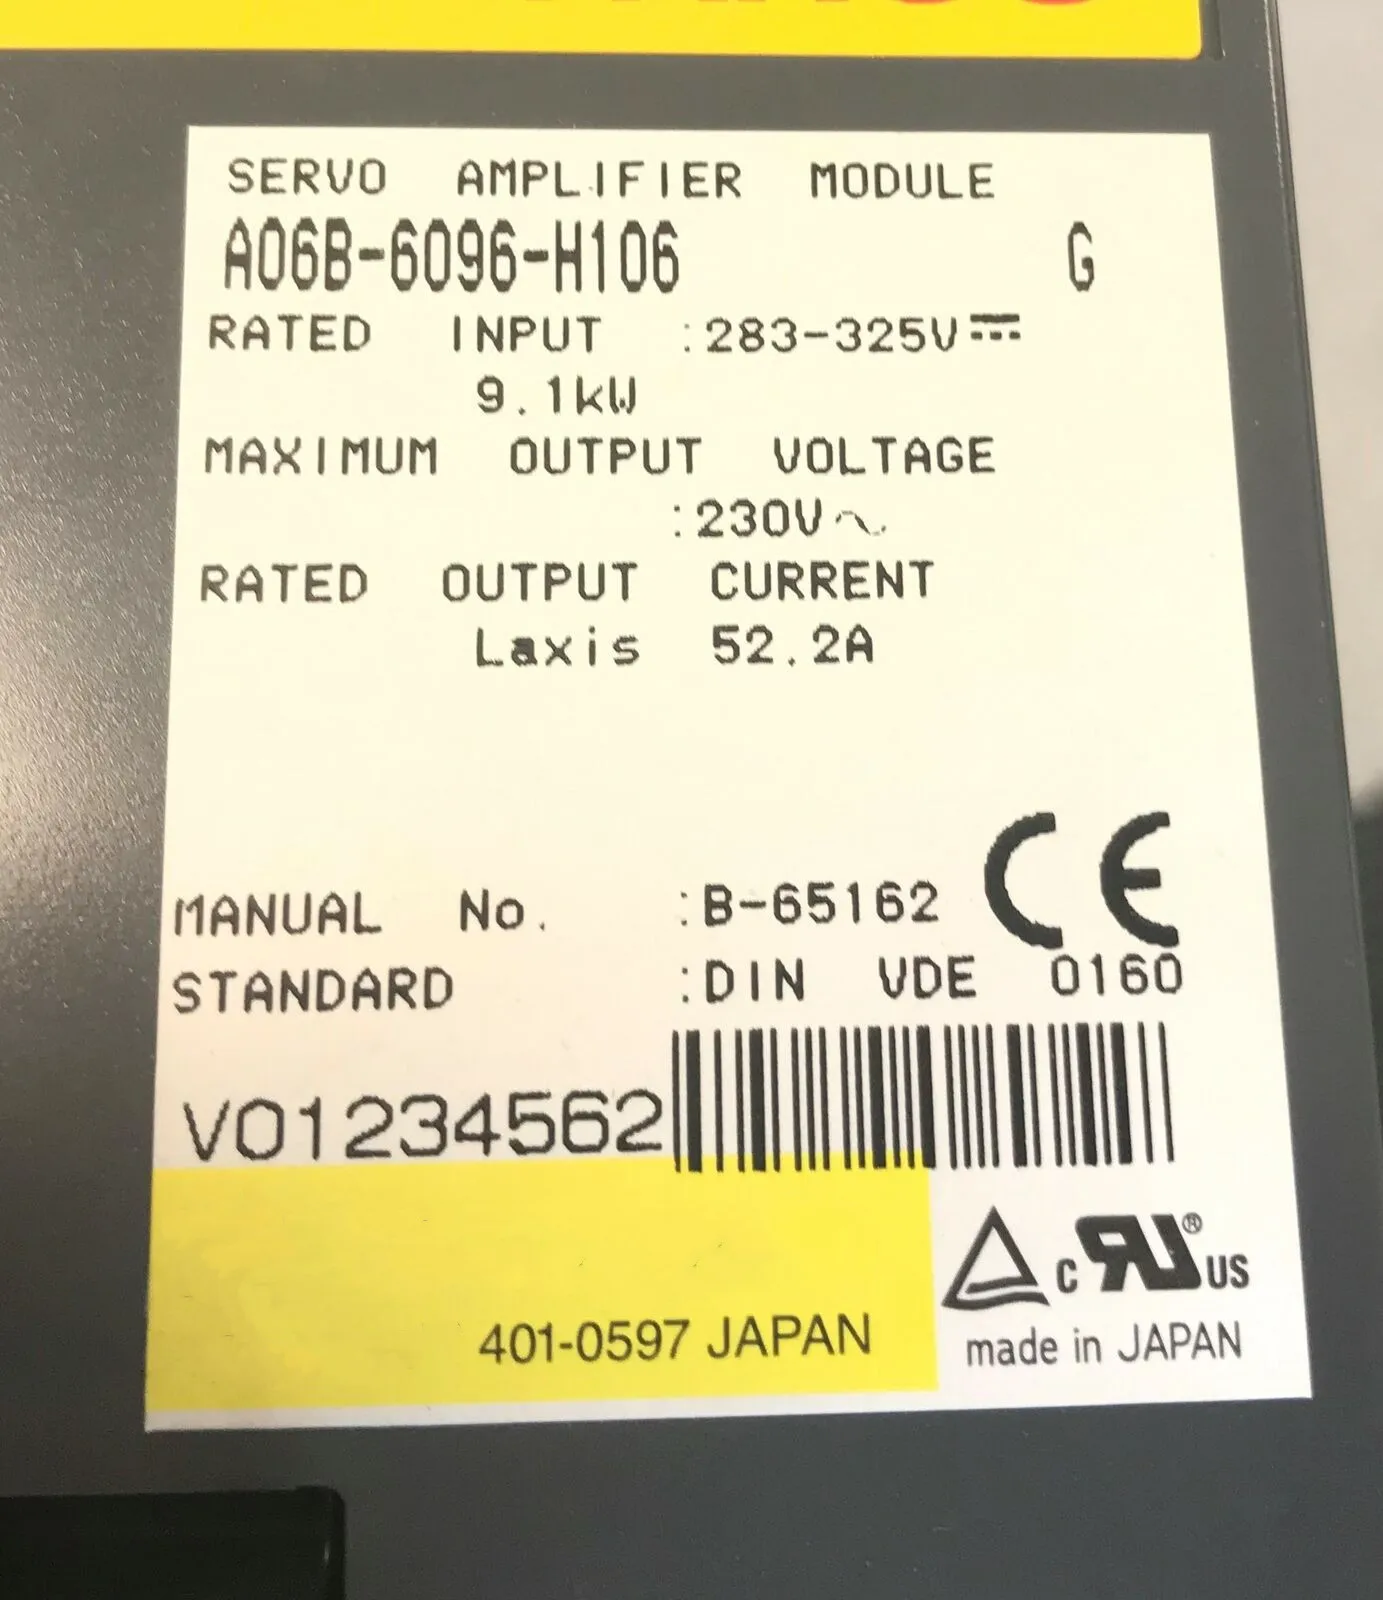 SERVO AMPLIFIER MODULE
A06B-6096-H106 G
RATED INPUT :283-325V⎓
9.1kW
MAXIMUM OUTPUT VOLTAGE
:230V~
RATED OUTPUT CURRENT
Laxis 52.2A
MANUAL No. :B-65162 CE
STANDARD :DIN VDE 0160
V01234562
401-0597 JAPAN
c RU® US
made in JAPAN